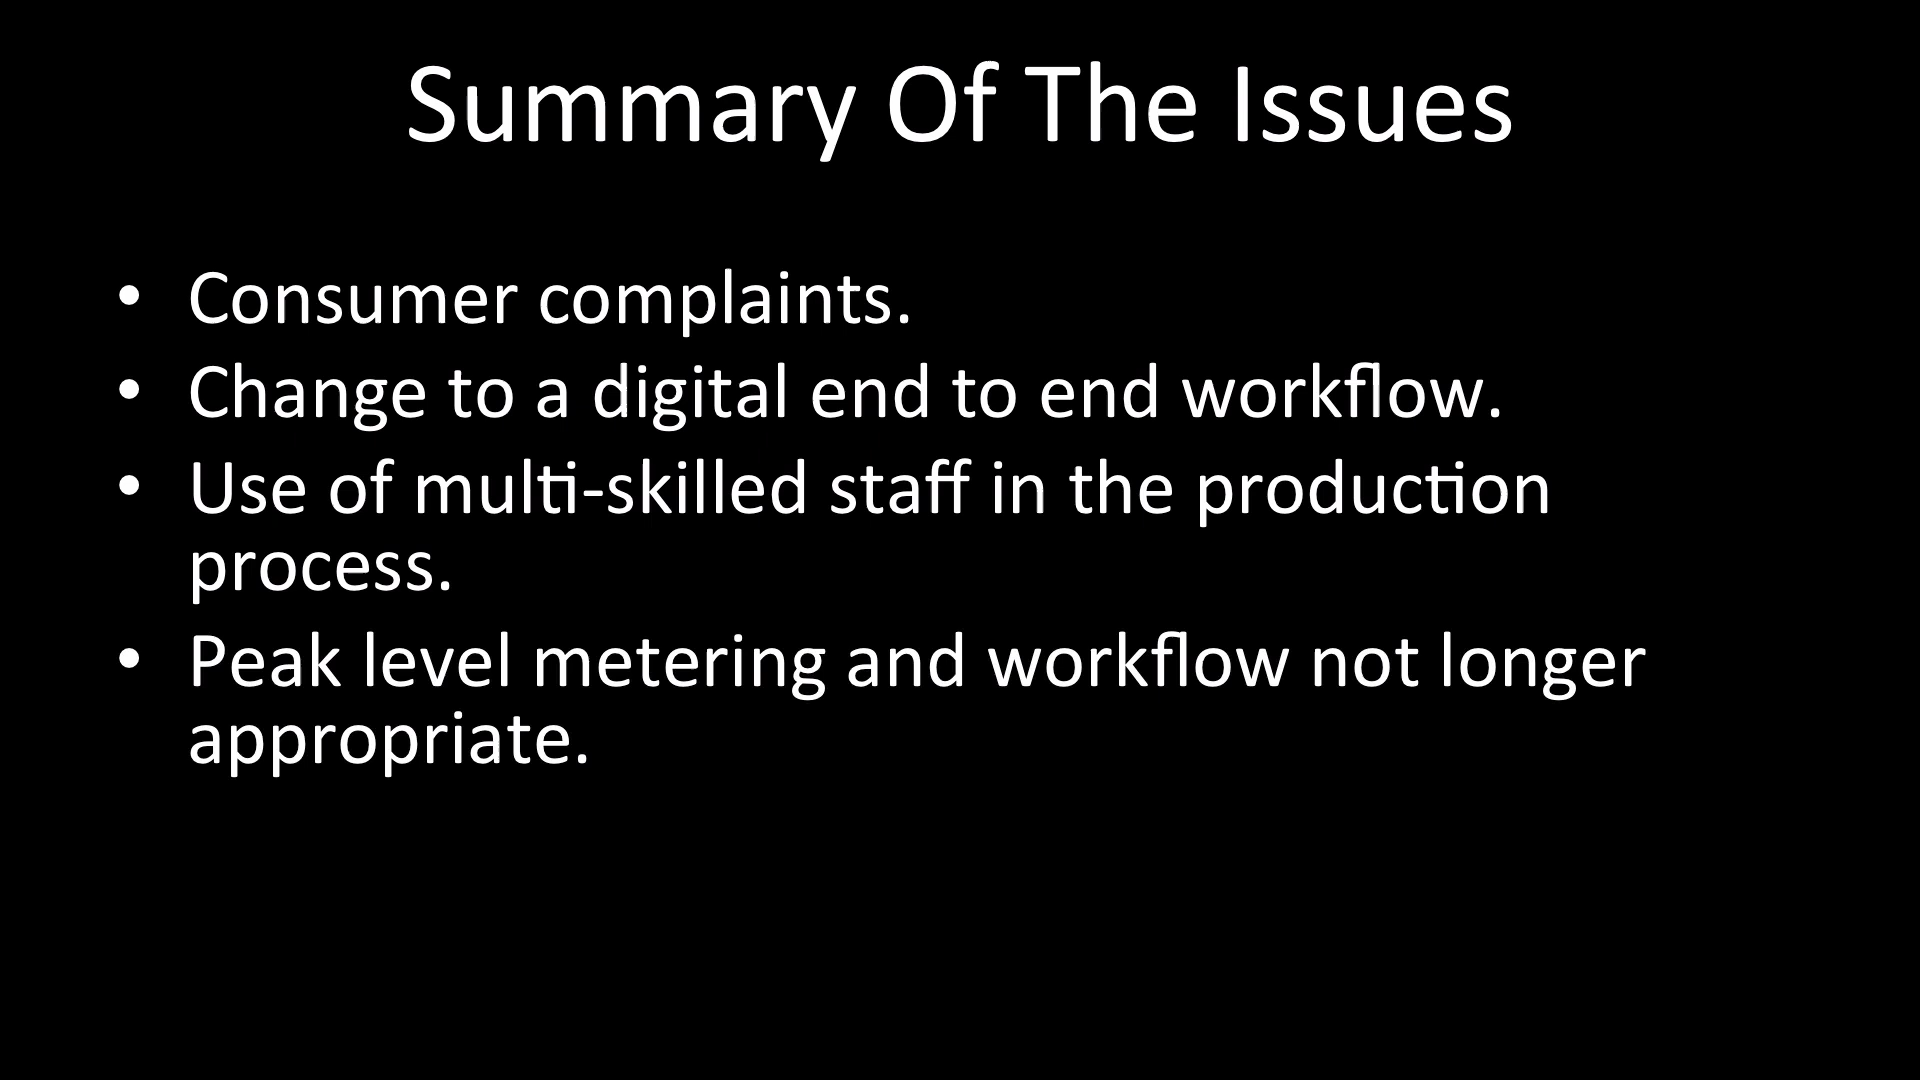 Summary Of The Issues
• Consumer complaints.
• Change to a digital end to end workflow.
• Use of multi-skilled staff in the production
process.
• Peak level metering and workflow not longer
appropriate.